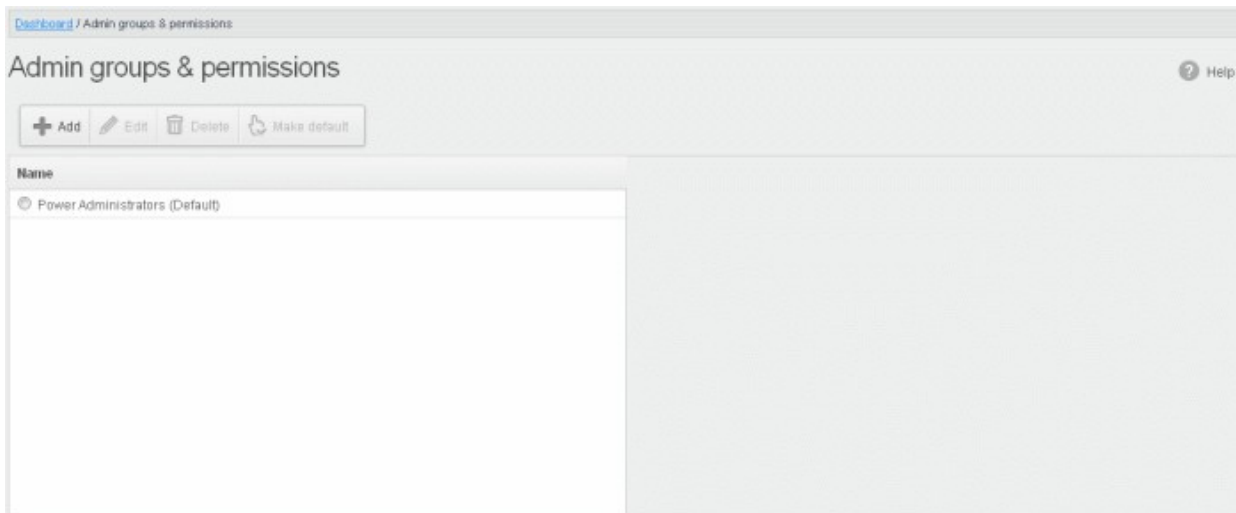 Dashboard / Admin groups & permissions
Admin groups & permissions
Help
Add Edit Delete Make default
Name
Power Administrators (Default)